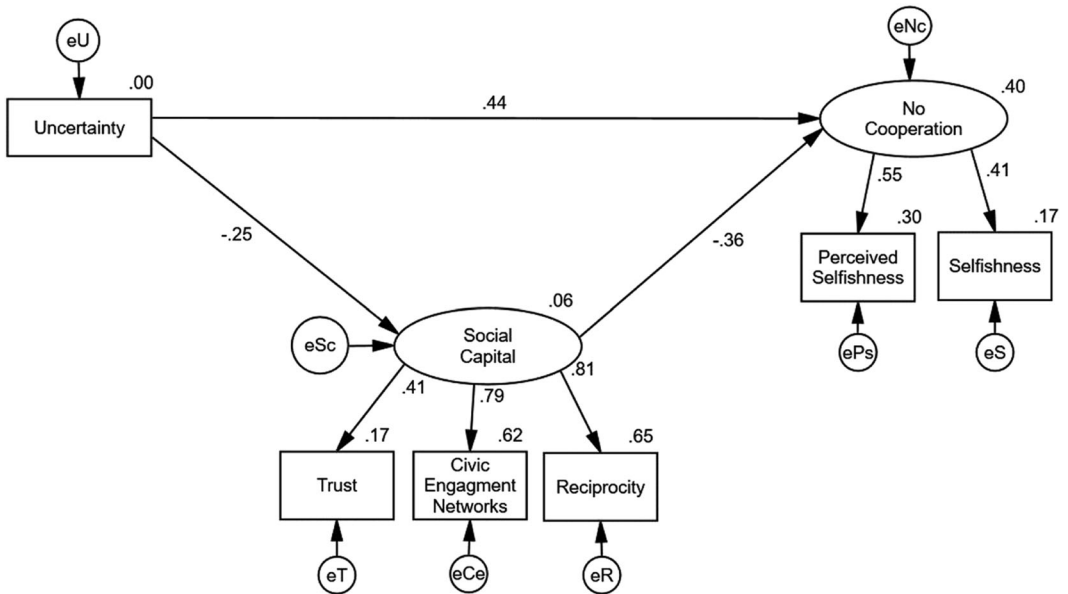 eU
.00
Uncertainty
.44
eNc
.40
No
Cooperation
.55
.41
.30
.17
Perceived
Selfishness
Selfishness
ePs
eS
-.25
-.36
.06
eSc
Social
Capital
.41
.79
.81
.17
.62
.65
Trust
Civic
Engagment
Networks
Reciprocity
eT
eCe
eR